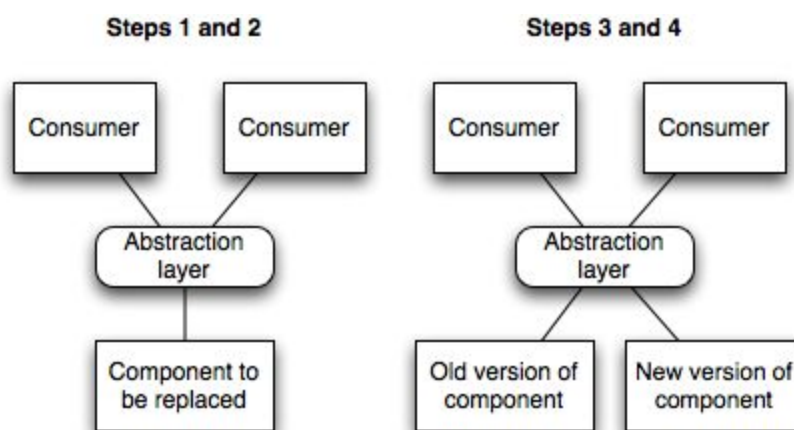 Steps 1 and 2
Steps 3 and 4
Consumer
Consumer
Consumer
Consumer
Abstraction
layer
Abstraction
layer
Component to
be replaced
Old version of
component
New version of
component